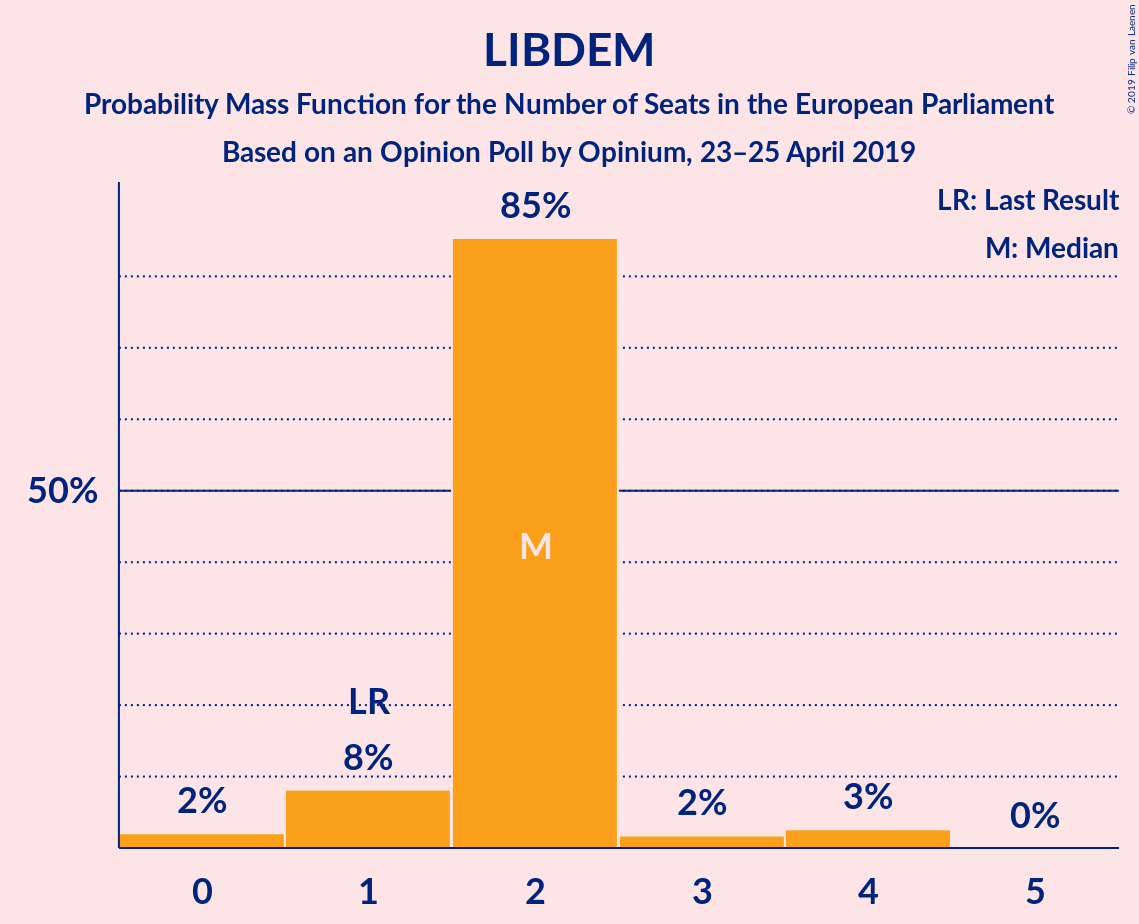 LIBDEM
Probability Mass Function for the Number of Seats in the European Parliament
Based on an Opinion Poll by Opinium, 23–25 April 2019
© 2019 Filip van Laenen
LR: Last Result
M: Median
85%
50%
M
LR
8%
2%
2%
3%
0%
0 1 2 3 4 5